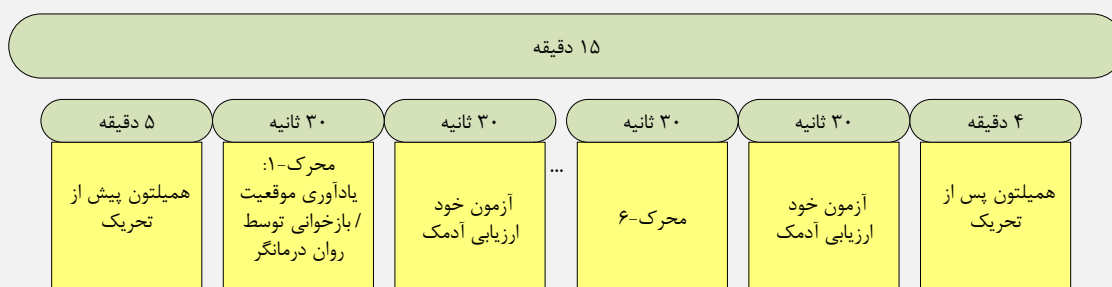 ۱۵ دقیقه
۵ دقیقه
۳۰ ثانیه
۳۰ ثانیه
۳۰ ثانیه
۳۰ ثانیه
۴ دقیقه
همیلتون پیش از
تحریک
محرک-۱:
یادآوری موقعیت
/ بازخوانی توسط
روان درمانگر
آزمون خود
ارزیابی آدمک
...
محرک-۶
آزمون خود
ارزیابی آدمک
همیلتون پس از
تحریک